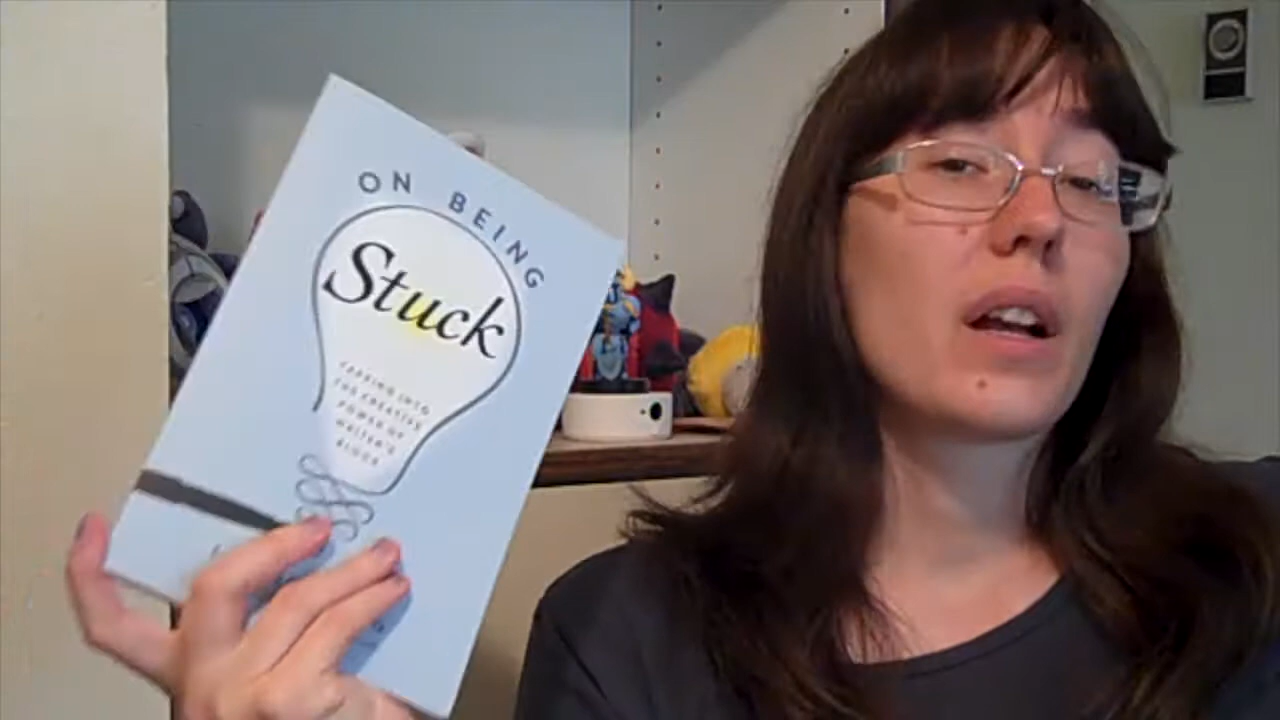 ON BEING
Stuck
TAPPING INTO
THE CREATIVE
POWER OF
WRITER'S
BLOCK